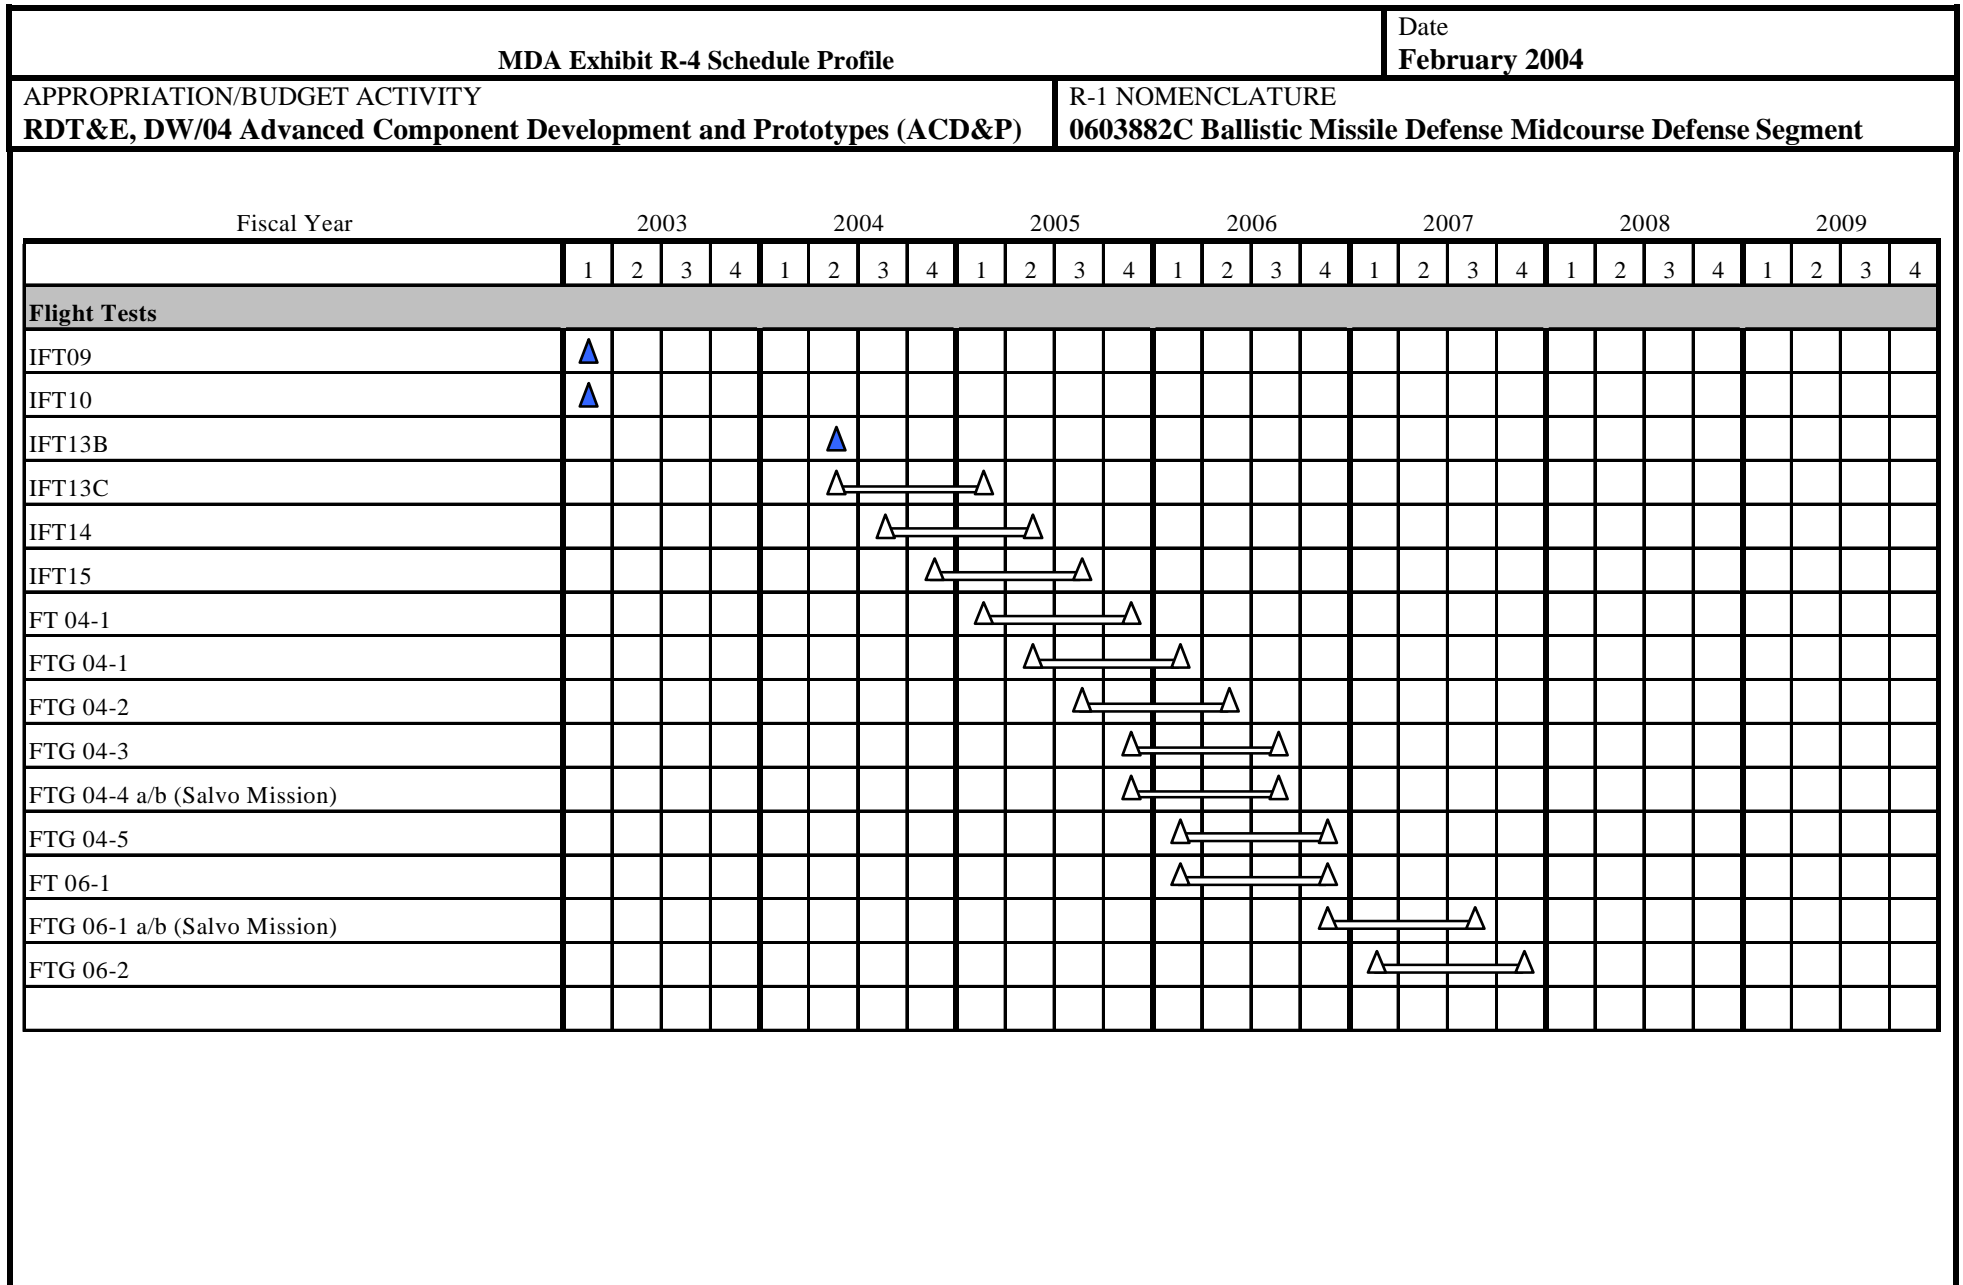 MDA Exhibit R-4 Schedule Profile
Date
February 2004
APPROPRIATION/BUDGET ACTIVITY
RDT&E, DW/04 Advanced Component Development and Prototypes (ACD&P)
R-1 NOMENCLATURE
0603882C Ballistic Missile Defense Midcourse Defense Segment
Fiscal Year 2003 2004 2005 2006 2007 2008 2009
1 2 3 4 1 2 3 4 1 2 3 4 1 2 3 4 1 2 3 4 1 2 3 4 1 2 3 4
Flight Tests
IFT09
IFT10
IFT13B
IFT13C
IFT14
IFT15
FT 04-1
FTG 04-1
FTG 04-2
FTG 04-3
FTG 04-4 a/b (Salvo Mission)
FTG 04-5
FT 06-1
FTG 06-1 a/b (Salvo Mission)
FTG 06-2